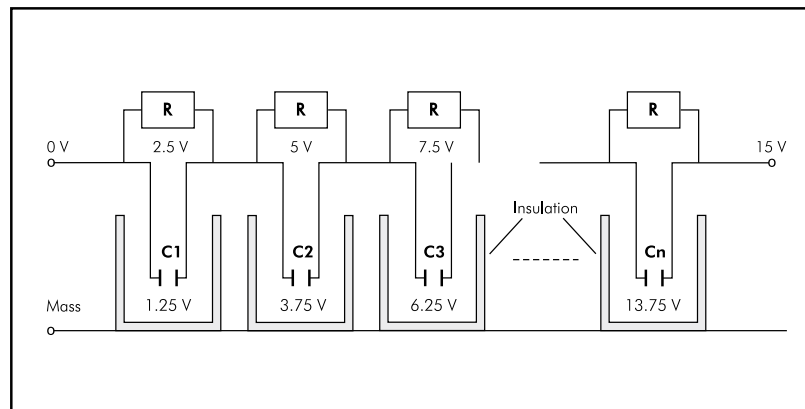 R R R R
0 V 2.5 V 5 V 7.5 V 15 V
Insulation
C1 C2 C3 Cn
Mass 1.25 V 3.75 V 6.25 V 13.75 V